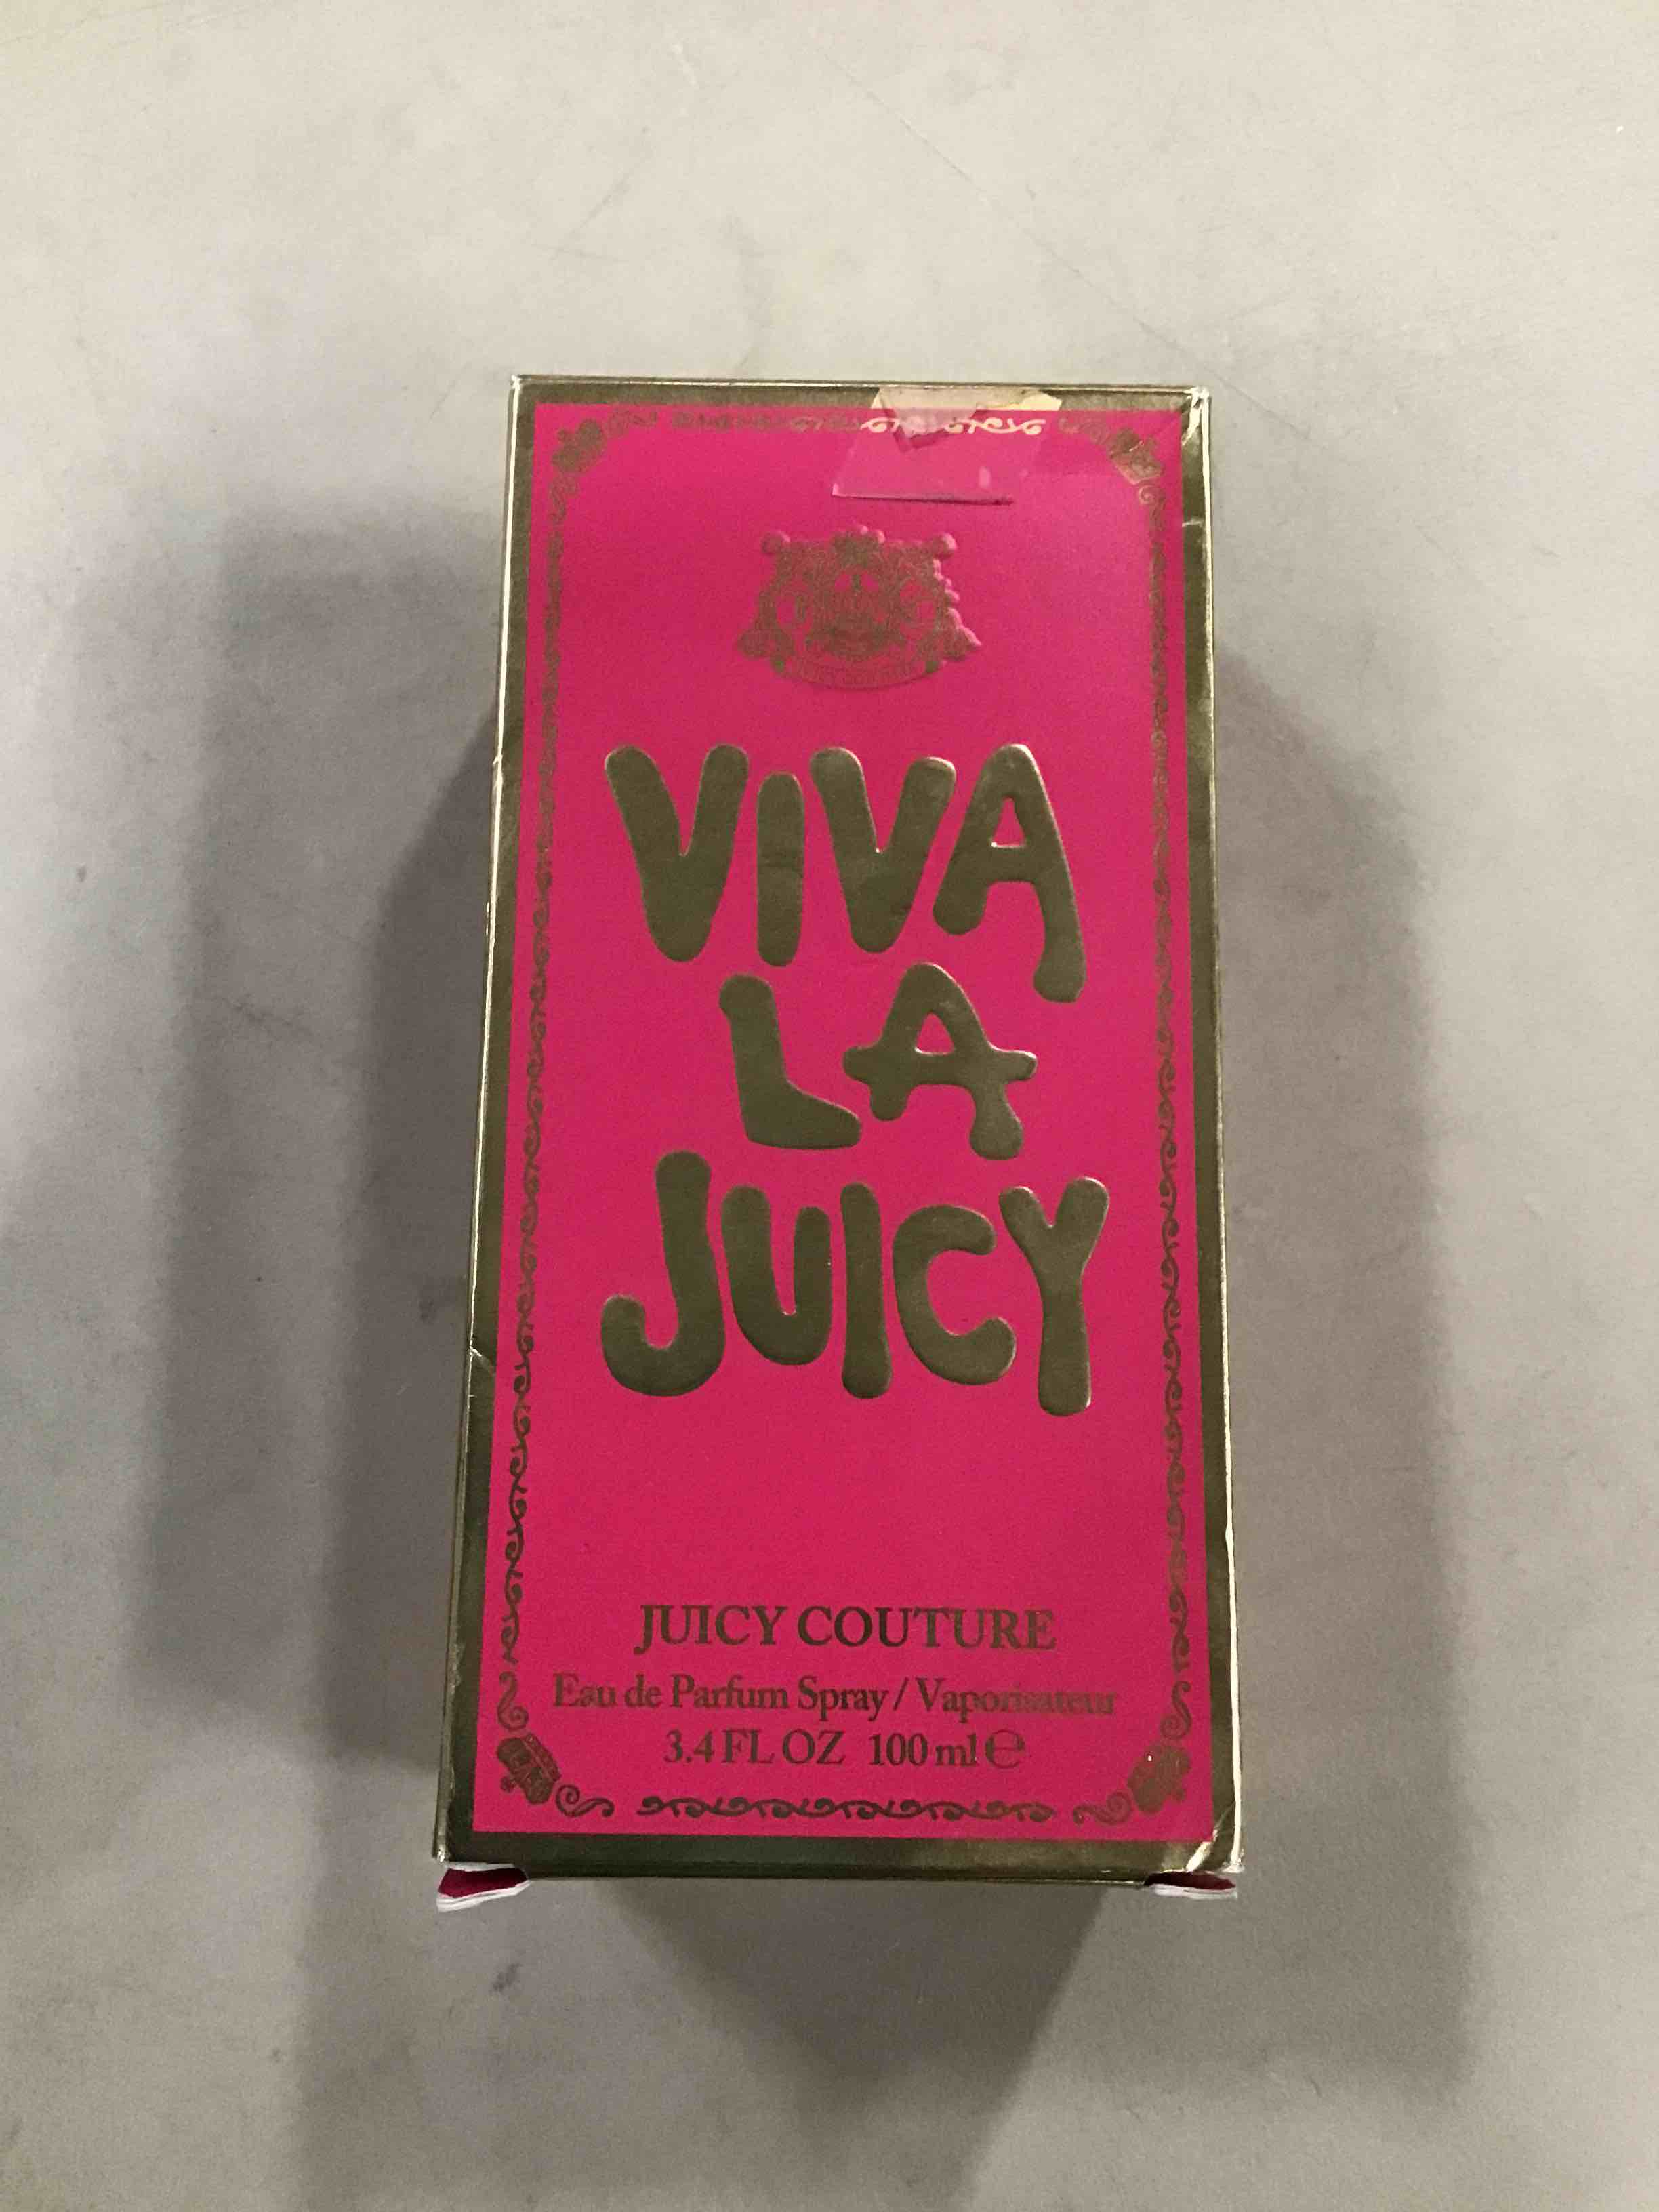 VIVA
LA
JUICY
JUICY COUTURE
Eau de Parfum Spray / Vaporisateur
3.4 FL OZ 100 ml ℮